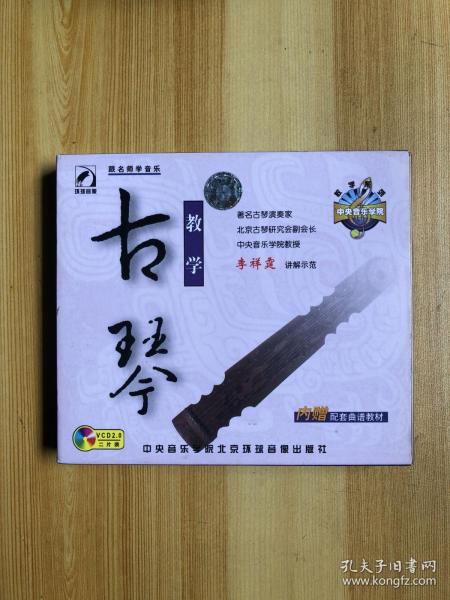 跟名师学音乐
环球音像
古琴
教学
著名古琴演奏家
北京古琴研究会副会长
中央音乐学院教授
李祥霆 讲解示范
中央音乐学院
内赠 配套曲谱教材
VCD2.0
二片装
中央音乐学院北京环球音像出版社
孔夫子旧书网
www.kongfz.com